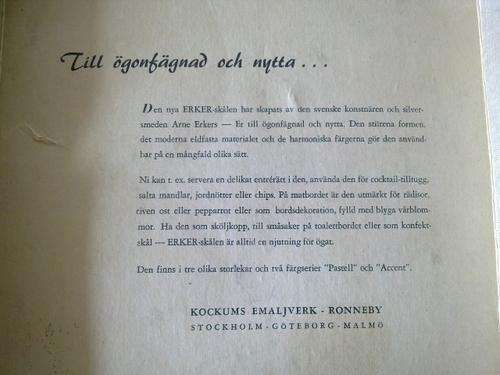 Till ögonfägnad och nytta...
Den nya ERKER-skålen har skapats av den svenske konstnären och silver-
smeden Arne Erkers — Er till ögonfägnad och nytta. Den stilrena formen,
det moderna eldfasta materialet och de harmoniska färgerna gör den använd-
bar på en mångfald olika sätt.
Ni kan t. ex. servera en delikat entrérätt i den, använda den för cocktail-tilltugg,
salta mandlar, jordnötter eller chips. På matbordet är den utmärkt för rädisor,
riven ost eller pepparrot eller som bordsdekoration, fylld med blyga vårblom-
mor. Ha den som sköljkopp, till småsaker på toalettbordet eller som konfekt-
skål — ERKER-skålen är alltid en njutning för ögat.
Den finns i tre olika storlekar och två färgserier "Pastell" och "Accent".
KOCKUMS EMALJVERK - RONNEBY
STOCKHOLM - GÖTEBORG - MALMÖ